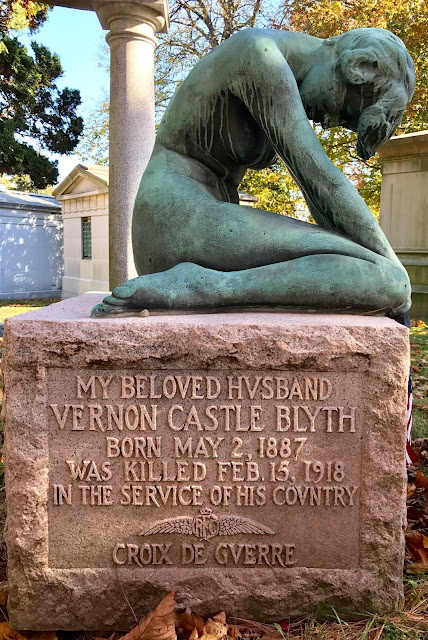 MY BELOVED HVSBAND
VERNON CASTLE BLYTH
BORN MAY 2, 1887
WAS KILLED FEB. 15, 1918
IN THE SERVICE OF HIS COVNTRY
RFC
CROIX DE GVERRE